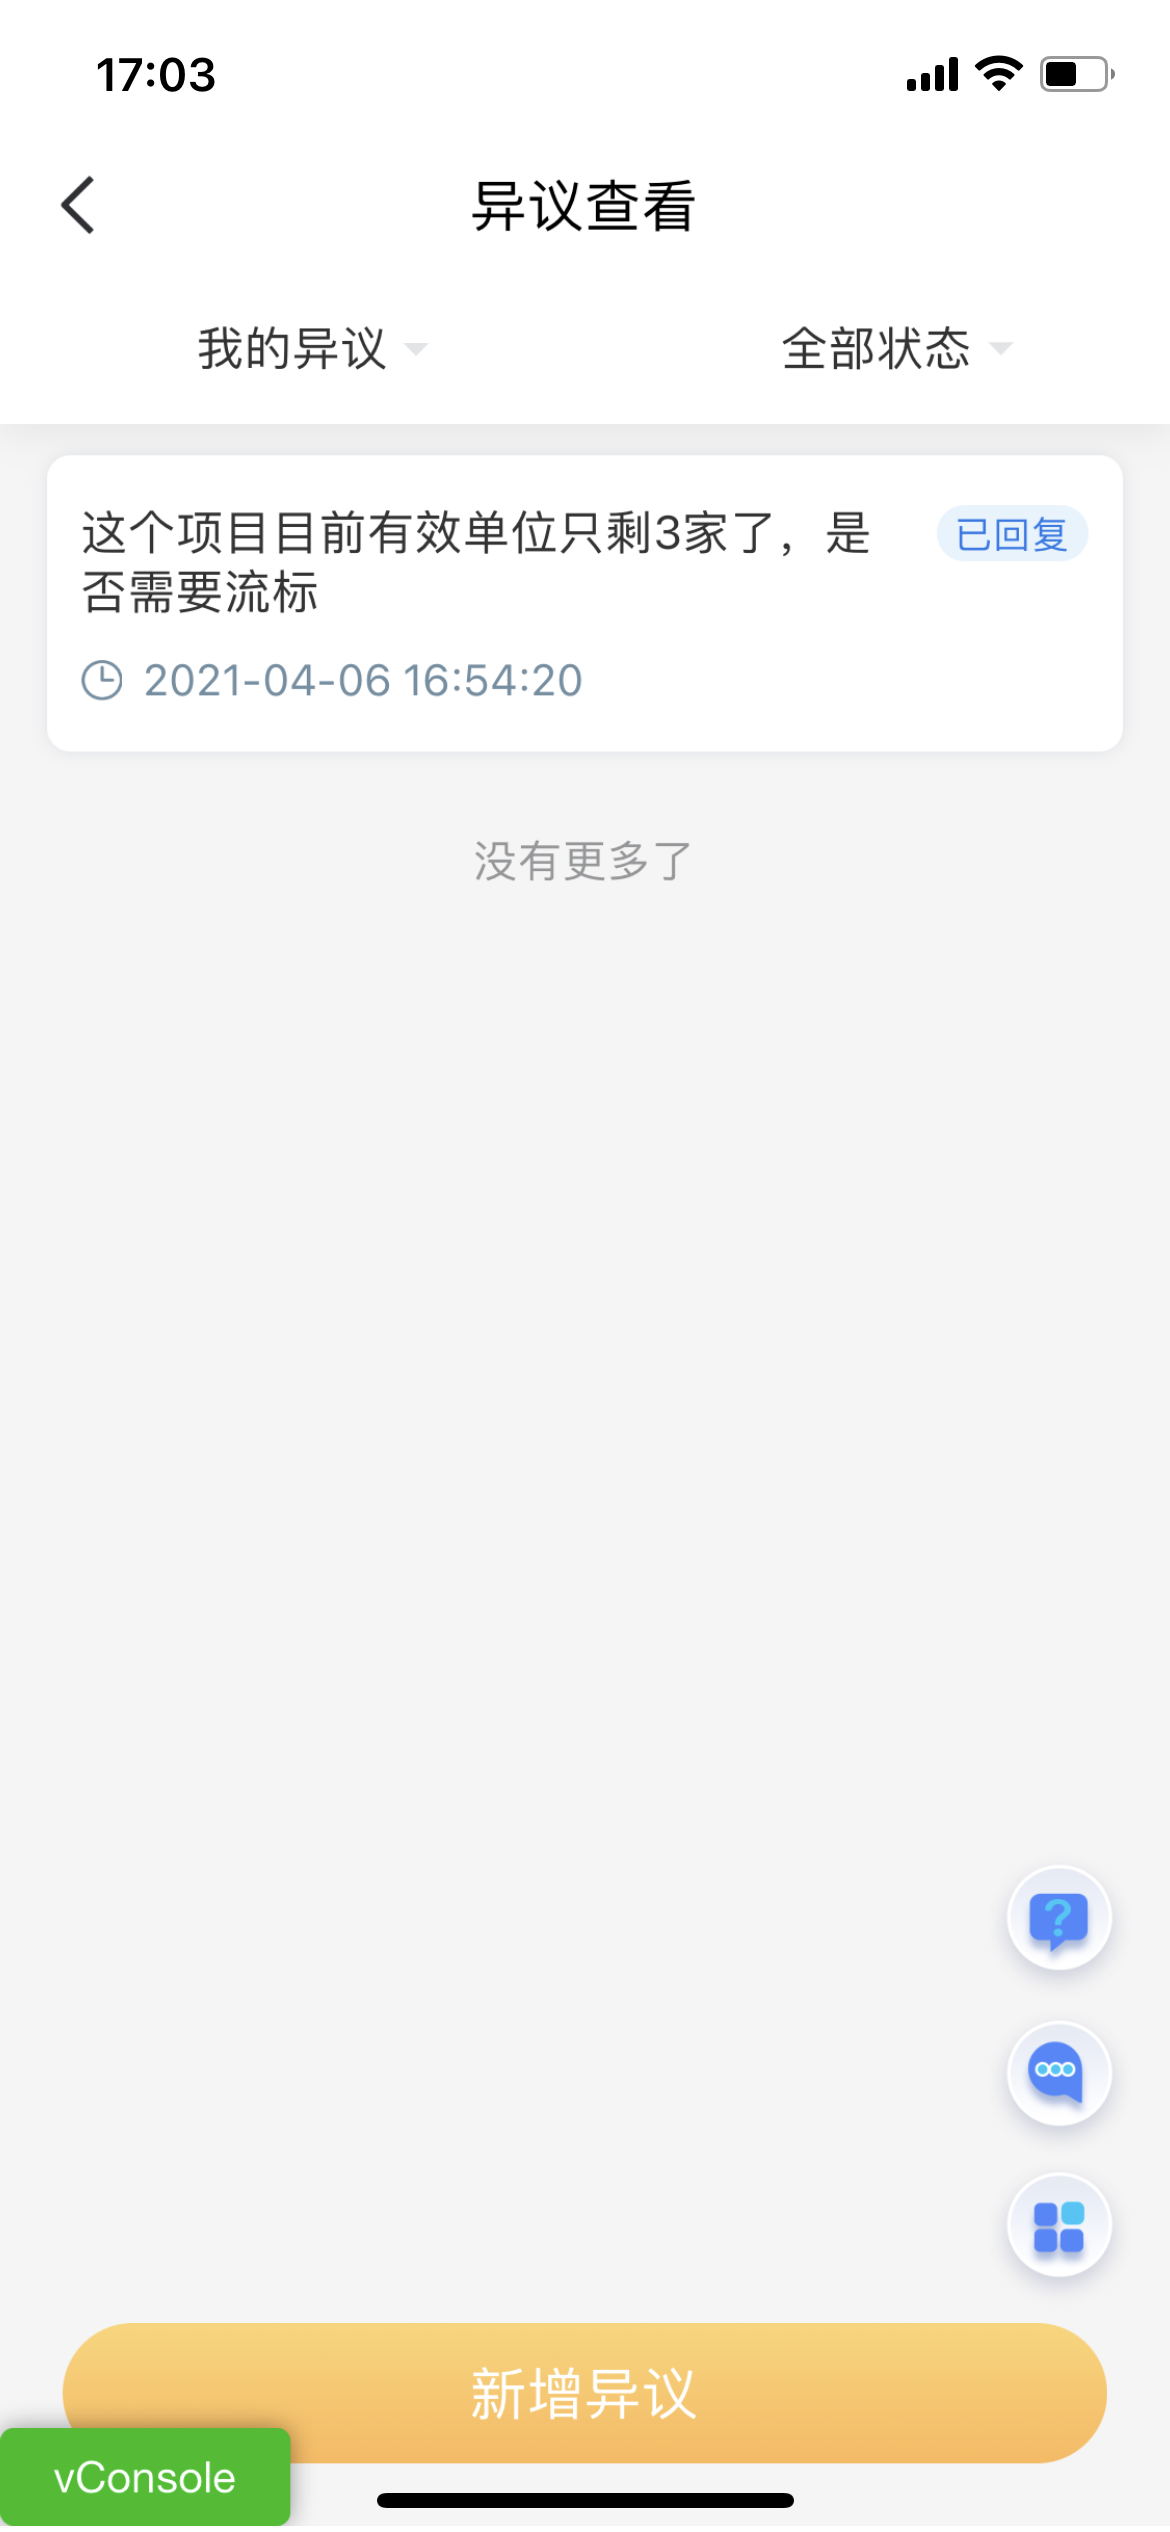 17:03
异议查看
我的异议
全部状态
这个项目目前有效单位只剩3家了，是
否需要流标
已回复
2021-04-06 16:54:20
没有更多了
新增异议
vConsole